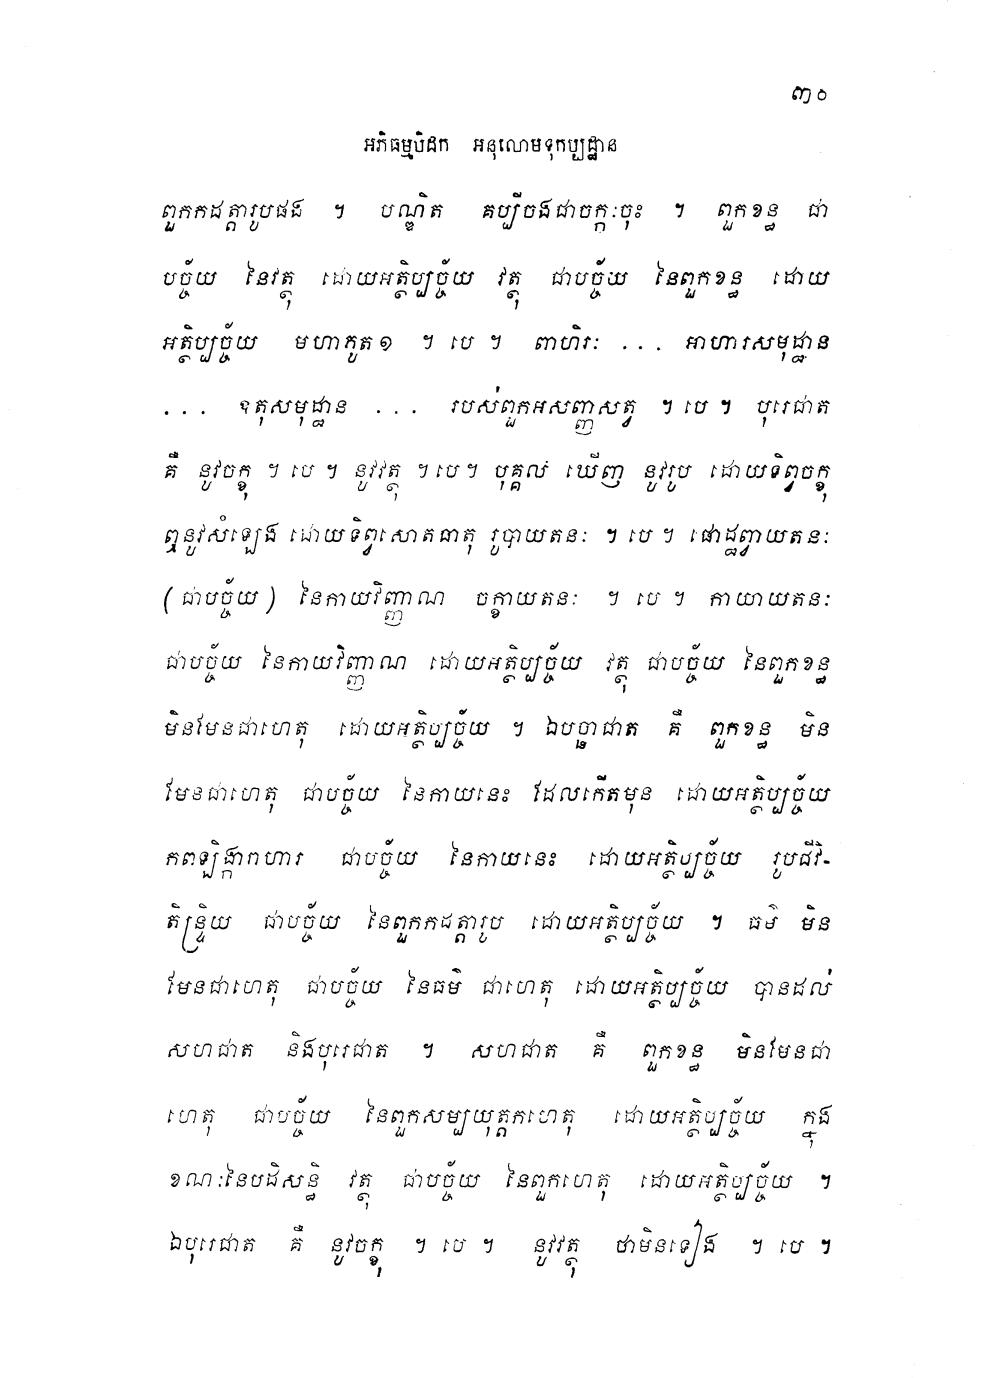 ៣០
អភិធម្មបិដក អនុលោមទុកប្បដ្ឋាន
ពួកកដត្តារូបផង ។ បណ្ឌិត គប្បីចងជាចក្កៈចុះ ។ ពួកខន្ធ ជា
បច្ច័យ នៃវត្ថុ ដោយអត្ថិប្បច្ច័យ វត្ថុ ជាបច្ច័យ នៃពួកខន្ធ ដោយ
អត្ថិប្បច្ច័យ មហាភូត១ ។ បេ ។ ពាហិរៈ ... អាហារសមុដ្ឋាន
... ឧតុសមុដ្ឋាន ... របស់ពួកអសញ្ញសត្វ ។ បេ ។ បុរេជាត
គឺ នូវចក្ខុ ។ បេ ។ នូវវត្ថុ ។ បេ។ បុគ្គល ឃើញ នូវរូប ដោយទិព្វចក្ខុ
ឮនូវសំឡេង ដោយទិព្វសោតធាតុ រូបាយតនៈ ។ បេ ។ ផោដ្ឋព្វាយតនៈ
(ជាបច្ច័យ) នៃកាយវិញ្ញាណ ចក្ខាយតនៈ ។ បេ ។ កាយាយតនៈ
ជាបច្ច័យ នៃកាយវិញ្ញាណ ដោយអត្ថិប្បច្ច័យ វត្ថុ ជាបច្ច័យ នៃពួកខន្ធ
មិនមែនជាហេតុ ដោយអត្ថិប្បច្ច័យ ។ ឯបច្ឆាជាត គឺ ពួកខន្ធ មិន
មែនជាហេតុ ជាបច្ច័យ នៃកាយនេះ ដែលកើតមុន ដោយអត្ថិប្បច្ច័យ
កពឡិង្ការាហារ ជាបច្ច័យ នៃកាយនេះ ដោយអត្ថិប្បច្ច័យ រូបជីវិ-
តិន្ទ្រិយ ជាបច្ច័យ នៃពួកកដត្តារូប ដោយអត្ថិប្បច្ច័យ ។ ធម៌ មិន
មែនជាហេតុ ជាបច្ច័យ នៃធម៌ ជាហេតុ ដោយអត្ថិប្បច្ច័យ បានដល់
សហជាត និងបុរេជាត ។ សហជាត គឺ ពួកខន្ធ មិនមែនជា
ហេតុ ជាបច្ច័យ នៃពួកសម្បយុត្តកហេតុ ដោយអត្ថិប្បច្ច័យ ក្នុង
ខណៈនៃបដិសន្ធិ វត្ថុ ជាបច្ច័យ នៃពួកហេតុ ដោយអត្ថិប្បច្ច័យ ។
ឯបុរេជាត គឺ នូវចក្ខុ ។ បេ ។ នូវវត្ថុ ថាមិនទៀង ។ បេ ។